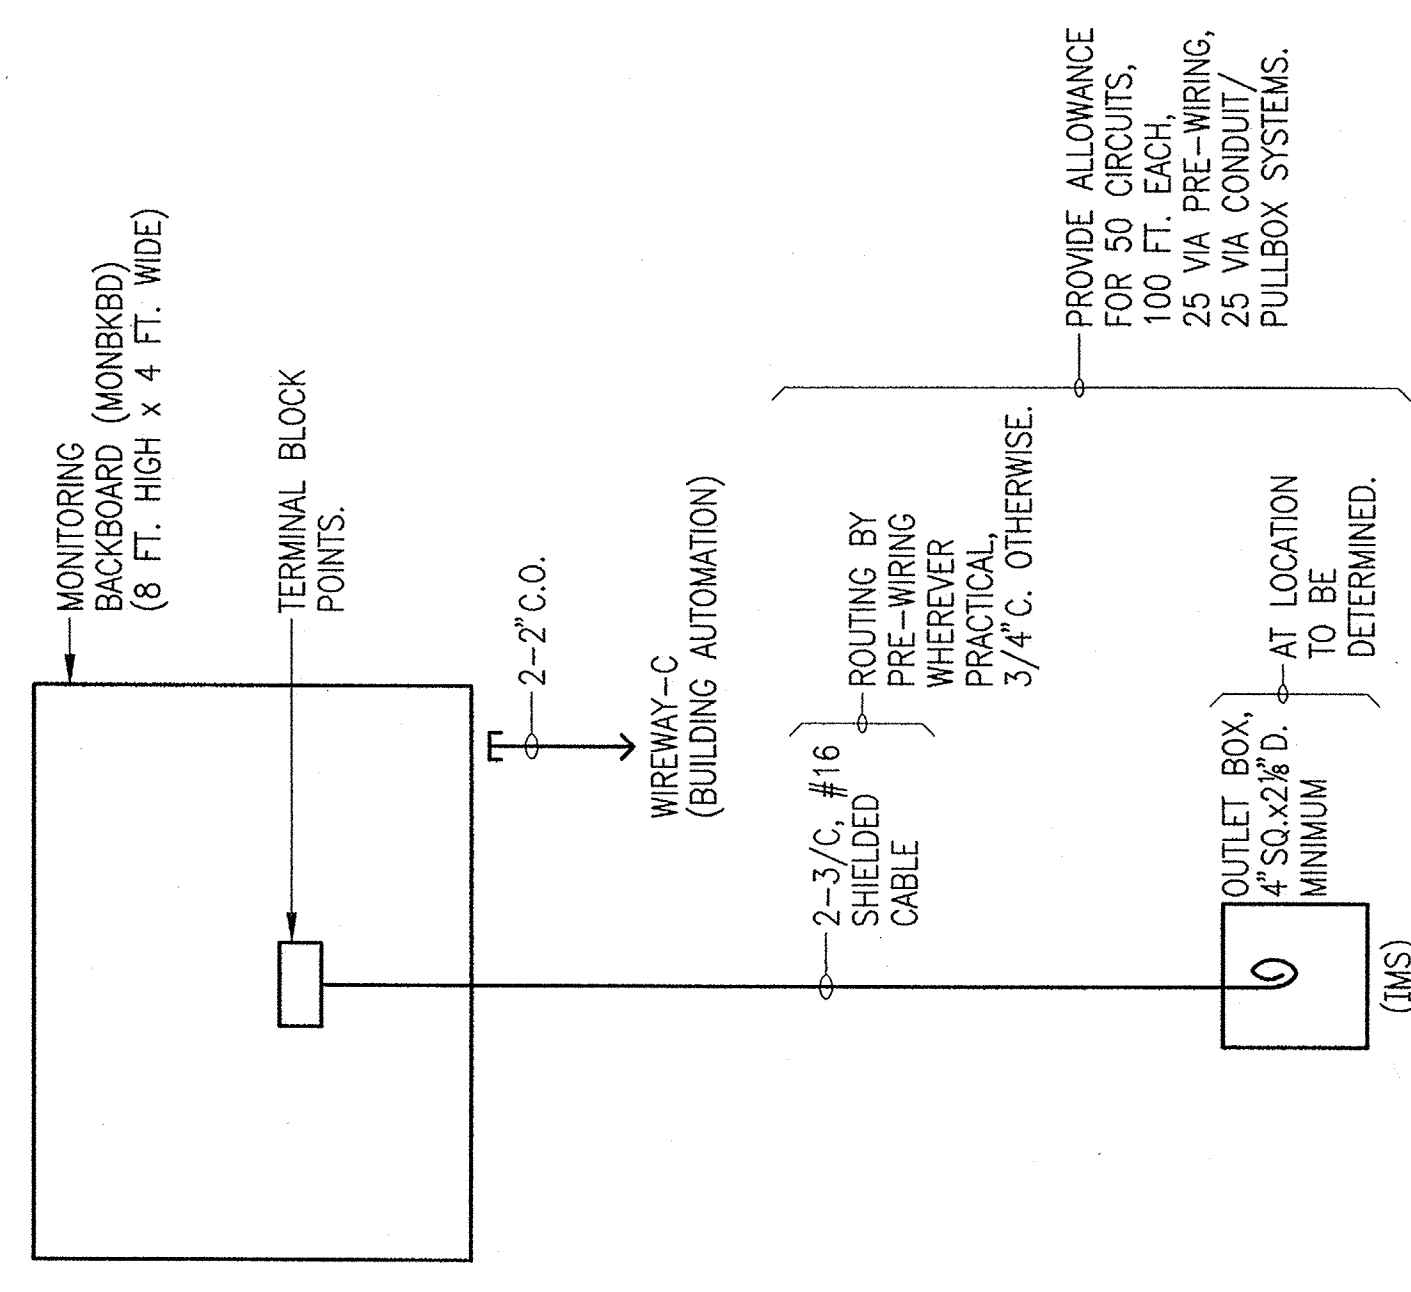 MONITORING
BACKBOARD (MONBKBD)
(8 FT. HIGH x 4 FT. WIDE)
TERMINAL BLOCK
POINTS.
2-2"C.O.
WIREWAY-C
(BUILDING AUTOMATION)
2-3/C, #16
SHIELDED
CABLE
ROUTING BY
PRE-WIRING
WHEREVER
PRACTICAL,
3/4"C. OTHERWISE.
PROVIDE ALLOWANCE
FOR 50 CIRCUITS,
100 FT. EACH,
25 VIA PRE-WIRING,
25 VIA CONDUIT/
PULLBOX SYSTEMS.
OUTLET BOX,
4"SQ.x2⅛"D.
MINIMUM
AT LOCATION
TO BE
DETERMINED.
(IMS)